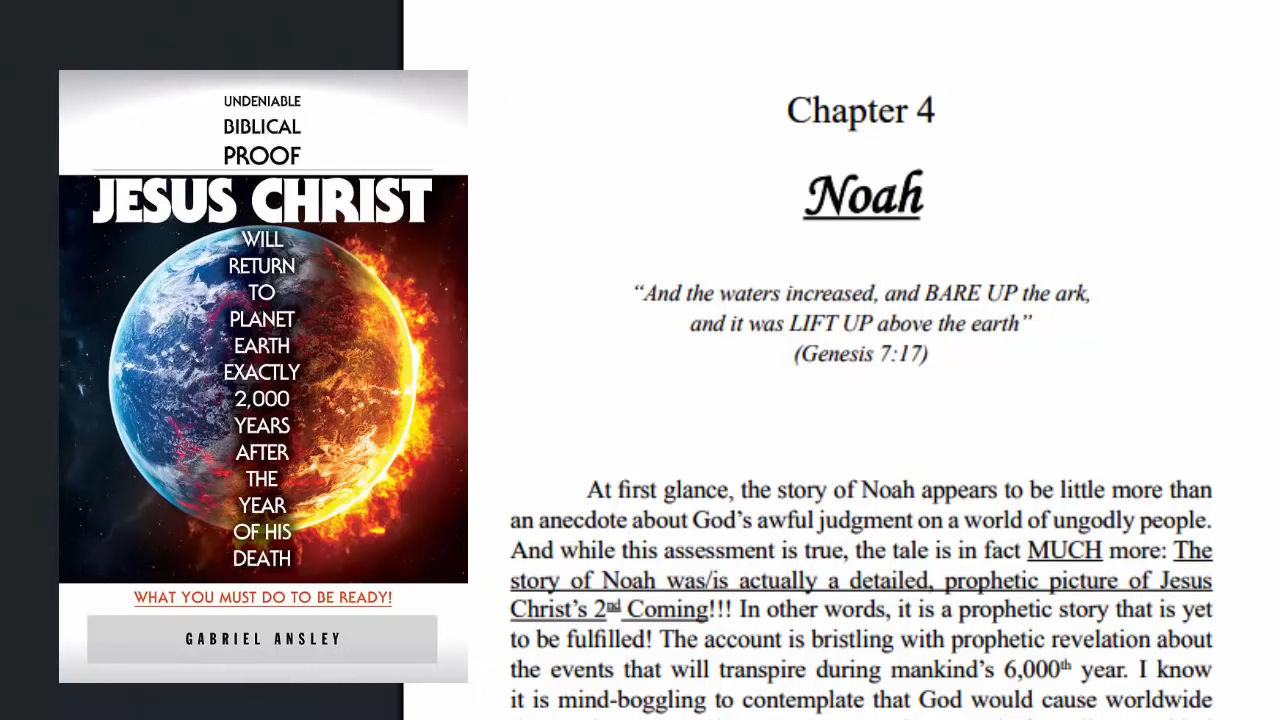 UNDENIABLE
BIBLICAL
PROOF
JESUS CHRIST
WILL
RETURN
TO
PLANET
EARTH
EXACTLY
2,000
YEARS
AFTER
THE
YEAR
OF HIS
DEATH
WHAT YOU MUST DO TO BE READY!
GABRIEL ANSLEY
Chapter 4
Noah
“And the waters increased, and BARE UP the ark,
and it was LIFT UP above the earth”
(Genesis 7:17)
At first glance, the story of Noah appears to be little more than
an anecdote about God’s awful judgment on a world of ungodly people.
And while this assessment is true, the tale is in fact MUCH more: The
story of Noah was/is actually a detailed, prophetic picture of Jesus
Christ’s 2nd Coming!!! In other words, it is a prophetic story that is yet
to be fulfilled! The account is bristling with prophetic revelation about
the events that will transpire during mankind’s 6,000th year. I know
it is mind-boggling to contemplate that God would cause worldwide